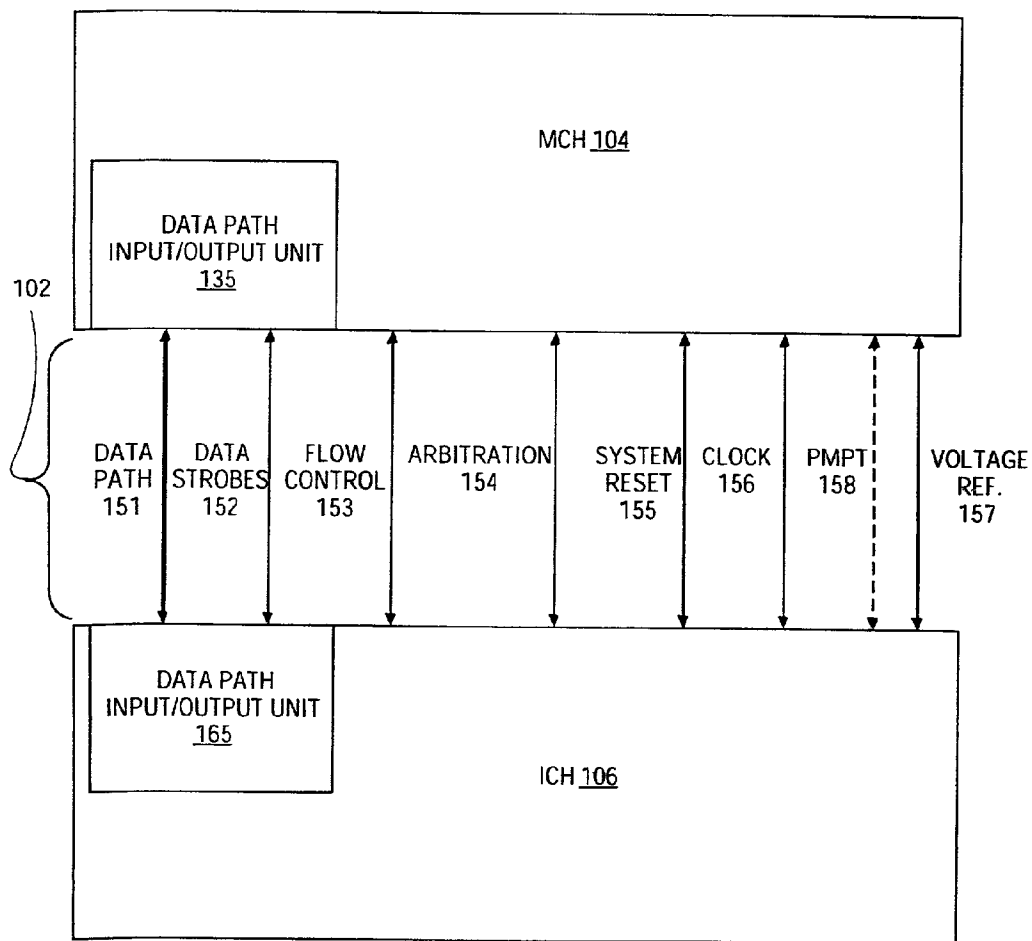 MCH 104
DATA PATH
INPUT/OUTPUT UNIT
135
102
DATA
PATH
151
DATA
STROBES
152
FLOW
CONTROL
153
ARBITRATION
154
SYSTEM
RESET
155
CLOCK
156
PMPT
158
VOLTAGE
REF.
157
DATA PATH
INPUT/OUTPUT UNIT
165
ICH 106